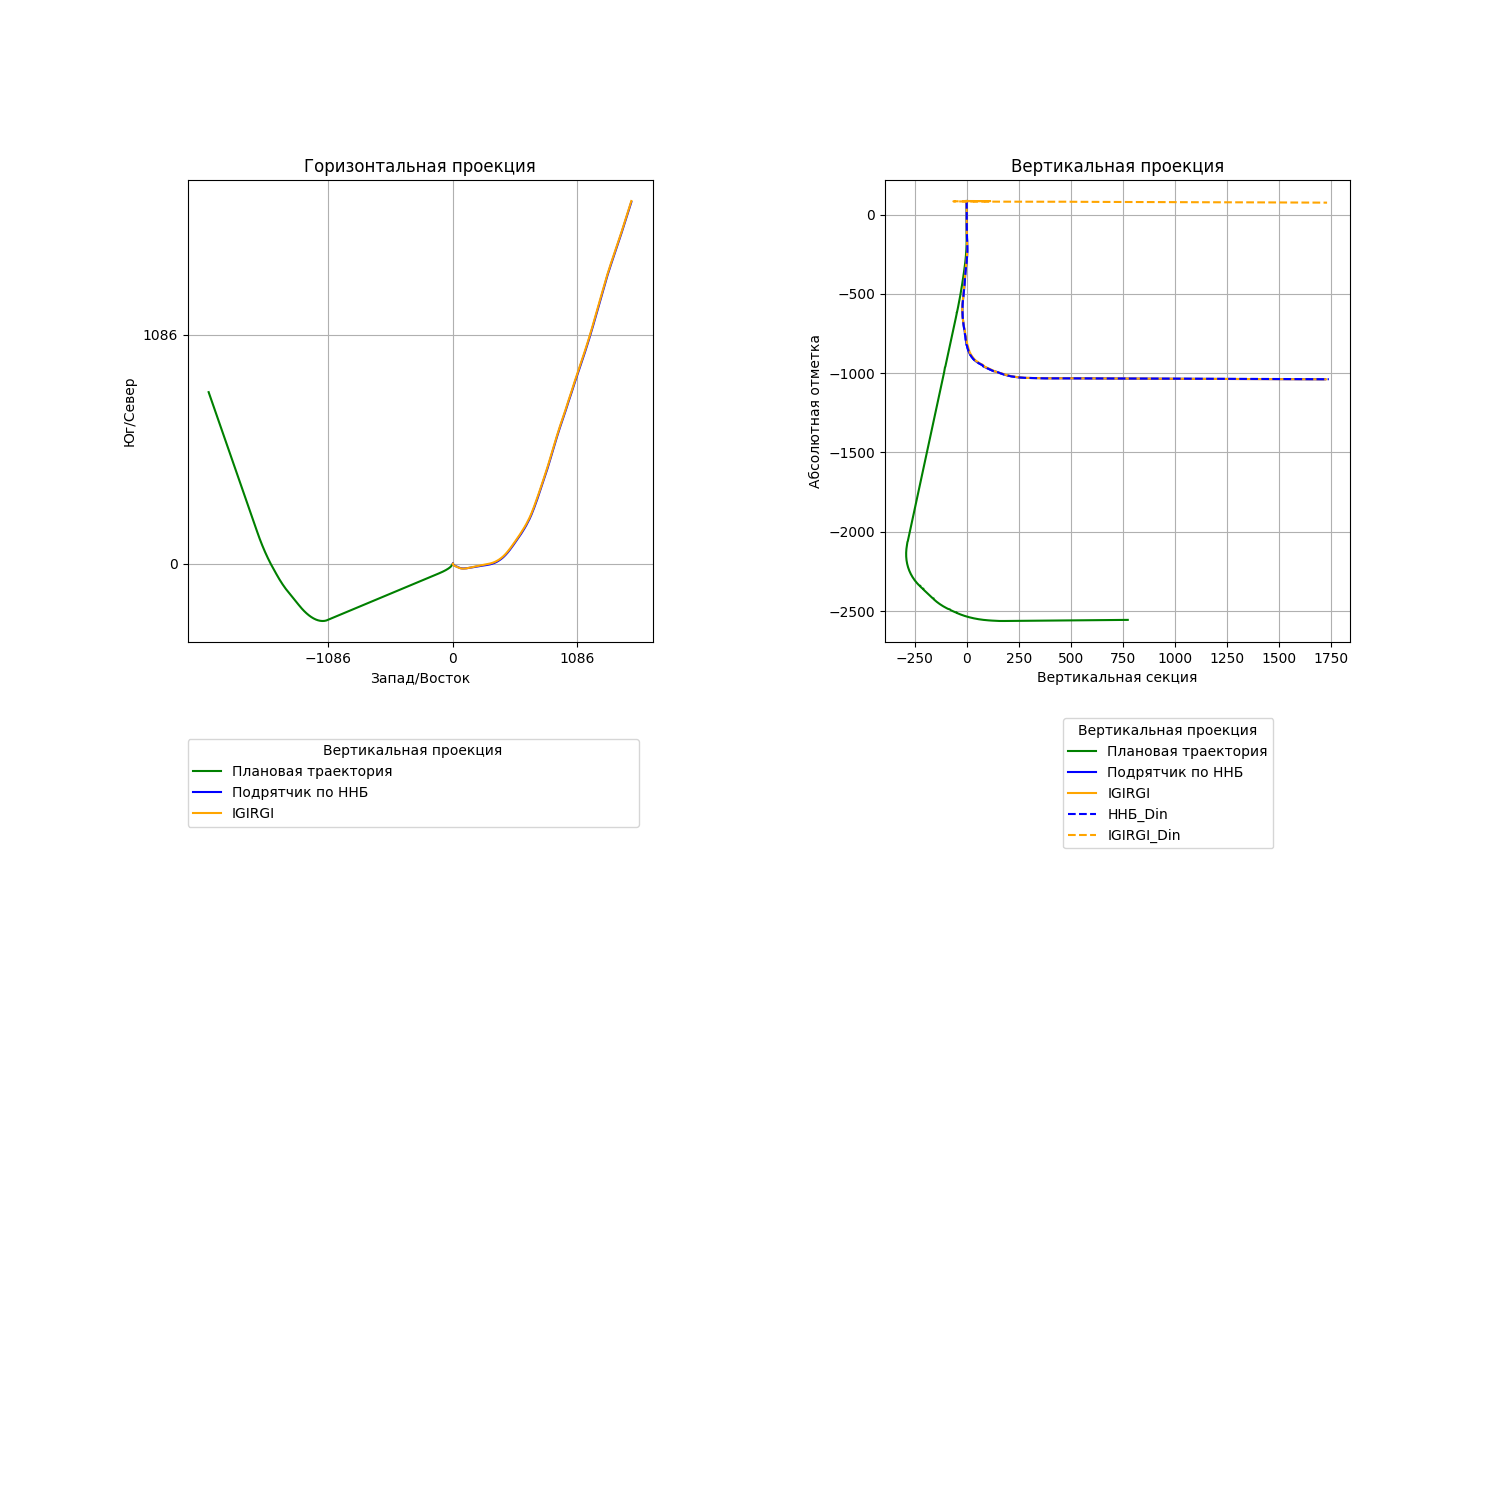 Горизонтальная проекция
1086
0
Юг/Север
−1086
0
1086
Запад/Восток
Вертикальная проекция
Плановая траектория
Подрятчик по ННБ
IGIRGI
Вертикальная проекция
0
−500
−1000
−1500
−2000
−2500
Абсолютная отметка
−250
0
250
500
750
1000
1250
1500
1750
Вертикальная секция
Вертикальная проекция
Плановая траектория
Подрятчик по ННБ
IGIRGI
ННБ_Din
IGIRGI_Din